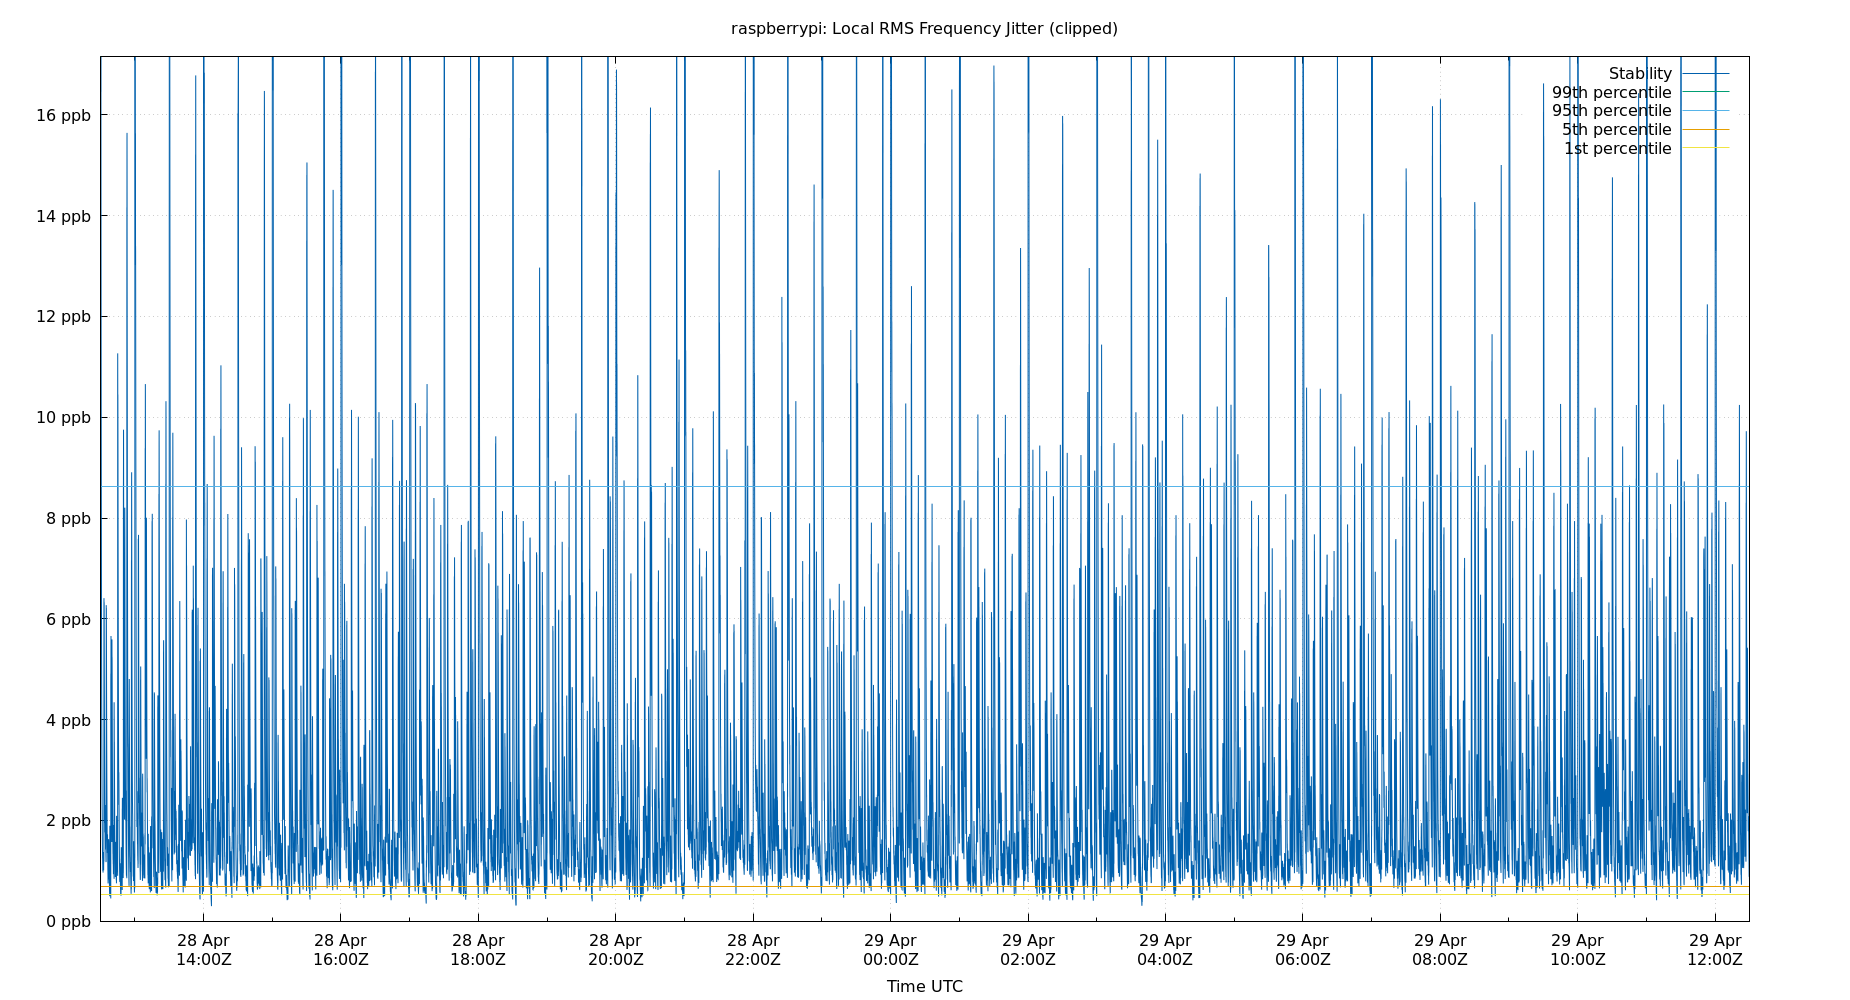 raspberrypi: Local RMS Frequency Jitter (clipped)
Stability
99th percentile
95th percentile
5th percentile
1st percentile
16 ppb
14 ppb
12 ppb
10 ppb
8 ppb
6 ppb
4 ppb
2 ppb
0 ppb
28 Apr 28 Apr 28 Apr 28 Apr 28 Apr 29 Apr 29 Apr 29 Apr 29 Apr 29 Apr 29 Apr 29 Apr
14:00Z 16:00Z 18:00Z 20:00Z 22:00Z 00:00Z 02:00Z 04:00Z 06:00Z 08:00Z 10:00Z 12:00Z
Time UTC